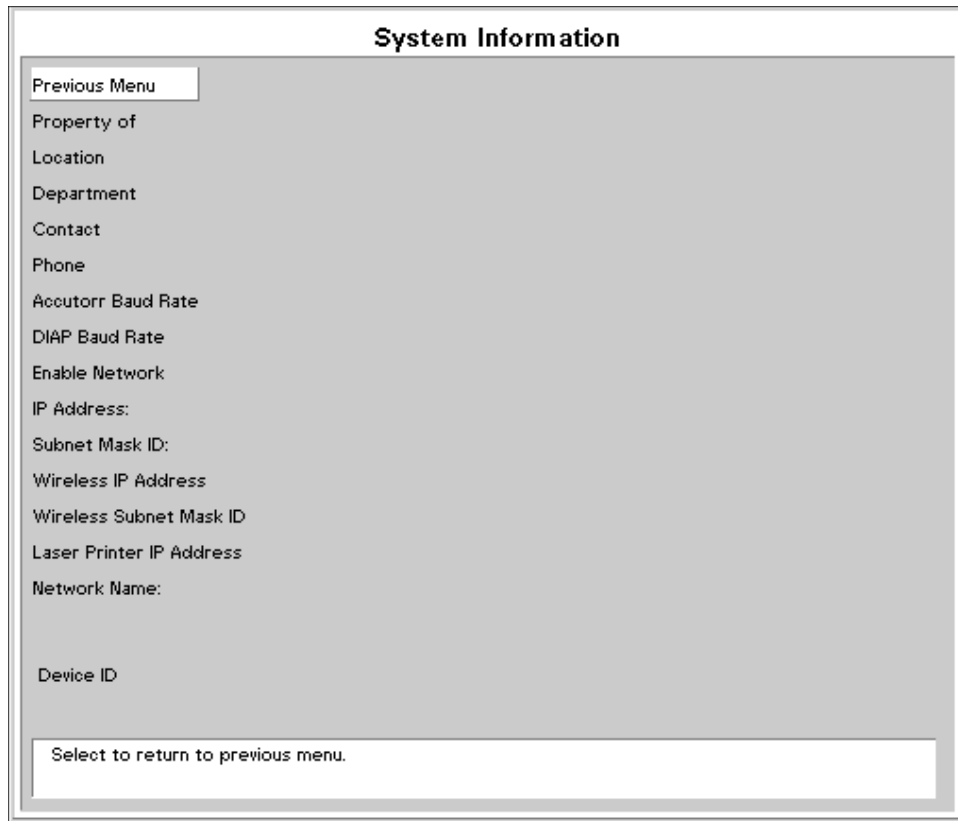 System Information
Previous Menu
Property of
Location
Department
Contact
Phone
Accutorr Baud Rate
DIAP Baud Rate
Enable Network
IP Address:
Subnet Mask ID:
Wireless IP Address
Wireless Subnet Mask ID
Laser Printer IP Address
Network Name:
Device ID
Select to return to previous menu.